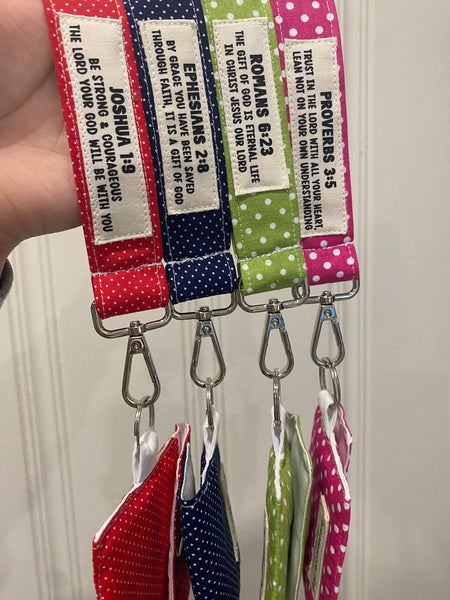 JOSHUA 1:9
BE STRONG & COURAGEOUS
THE LORD YOUR GOD WILL BE WITH YOU
EPHESIANS 2:8
BY GRACE YOU HAVE BEEN SAVED
THROUGH FAITH, IT IS A GIFT OF GOD
ROMANS 6:23
THE GIFT OF GOD IS ETERNAL LIFE
IN CHRIST JESUS OUR LORD
PROVERBS 3:5
TRUST IN THE LORD WITH ALL YOUR HEART,
LEAN NOT ON YOUR OWN UNDERSTANDING